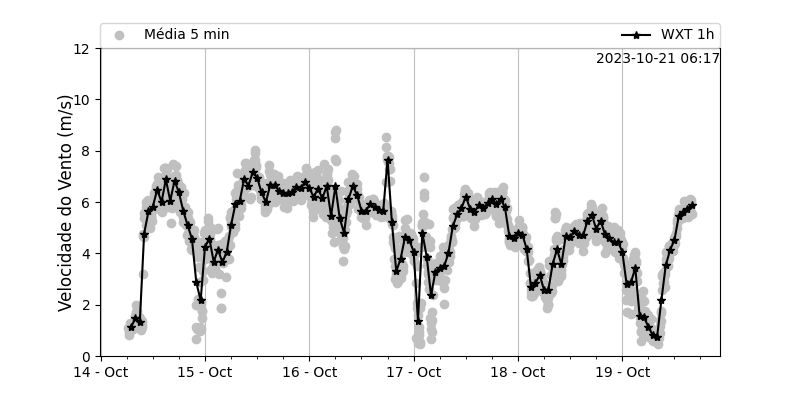 Média 5 min
WXT 1h
2023-10-21 06:17
Velocidade do Vento (m/s)
12
10
8
6
4
2
0
14 - Oct
15 - Oct
16 - Oct
17 - Oct
18 - Oct
19 - Oct